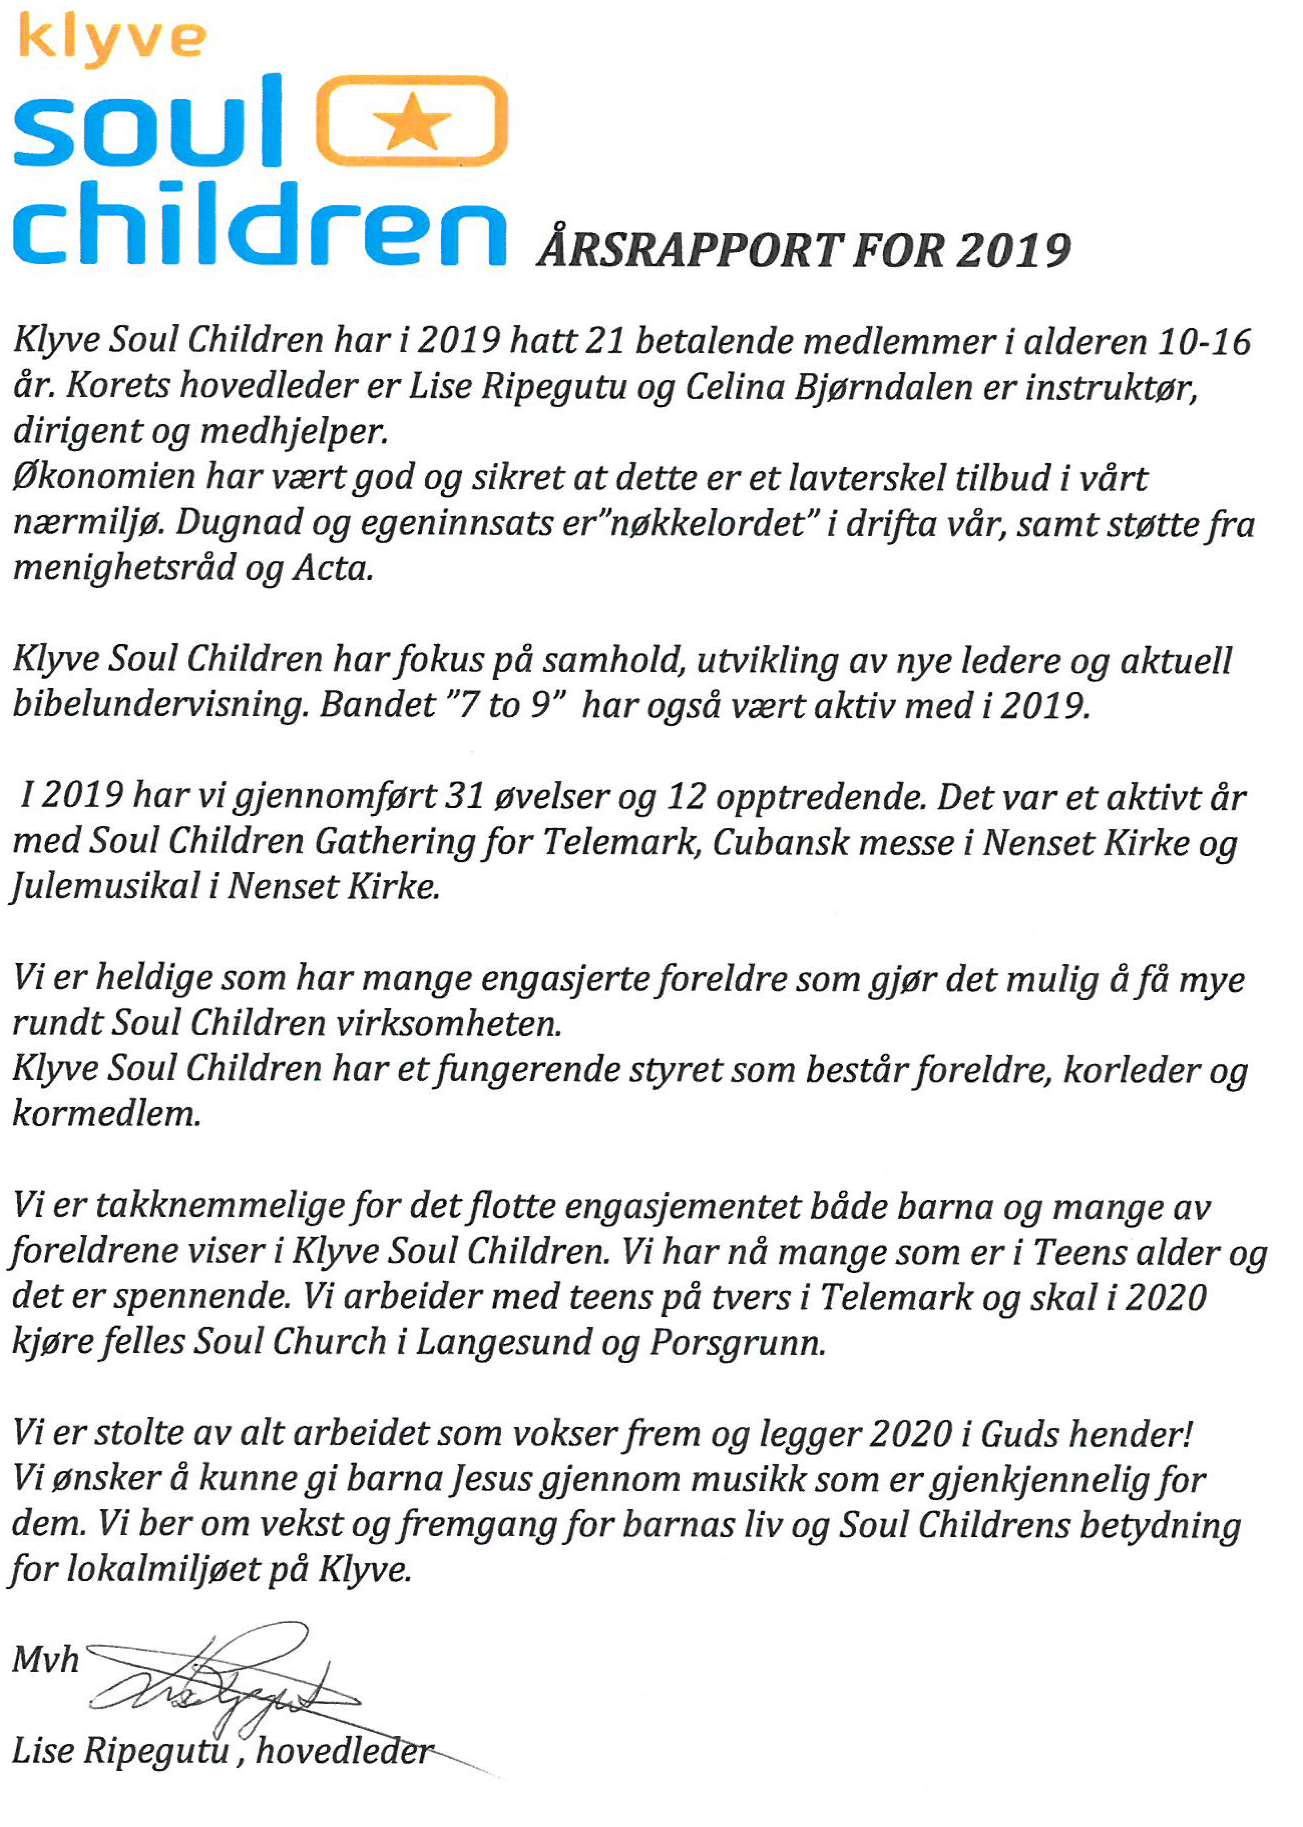 klyve
soul
children ÅRSRAPPORT FOR 2019
Klyve Soul Children har i 2019 hatt 21 betalende medlemmer i alderen 10-16
år. Korets hovedleder er Lise Ripegutu og Celina Bjørndalen er instruktør,
dirigent og medhjelper.
Økonomien har vært god og sikret at dette er et lavterskel tilbud i vårt
nærmiljø. Dugnad og egeninnsats er”nøkkelordet” i drifta vår, samt støtte fra
menighetsråd og Acta.
Klyve Soul Children har fokus på samhold, utvikling av nye ledere og aktuell
bibelundervisning. Bandet ”7 to 9” har også vært aktiv med i 2019.
I 2019 har vi gjennomført 31 øvelser og 12 opptredende. Det var et aktivt år
med Soul Children Gathering for Telemark, Cubansk messe i Nenset Kirke og
Julemusikal i Nenset Kirke.
Vi er heldige som har mange engasjerte foreldre som gjør det mulig å få mye
rundt Soul Children virksomheten.
Klyve Soul Children har et fungerende styret som består foreldre, korleder og
kormedlem.
Vi er takknemmelige for det flotte engasjementet både barna og mange av
foreldrene viser i Klyve Soul Children. Vi har nå mange som er i Teens alder og
det er spennende. Vi arbeider med teens på tvers i Telemark og skal i 2020
kjøre felles Soul Church i Langesund og Porsgrunn.
Vi er stolte av alt arbeidet som vokser frem og legger 2020 i Guds hender!
Vi ønsker å kunne gi barna Jesus gjennom musikk som er gjenkjennelig for
dem. Vi ber om vekst og fremgang for barnas liv og Soul Childrens betydning
for lokalmiljøet på Klyve.
Mvh
Lise Ripegutu , hovedleder